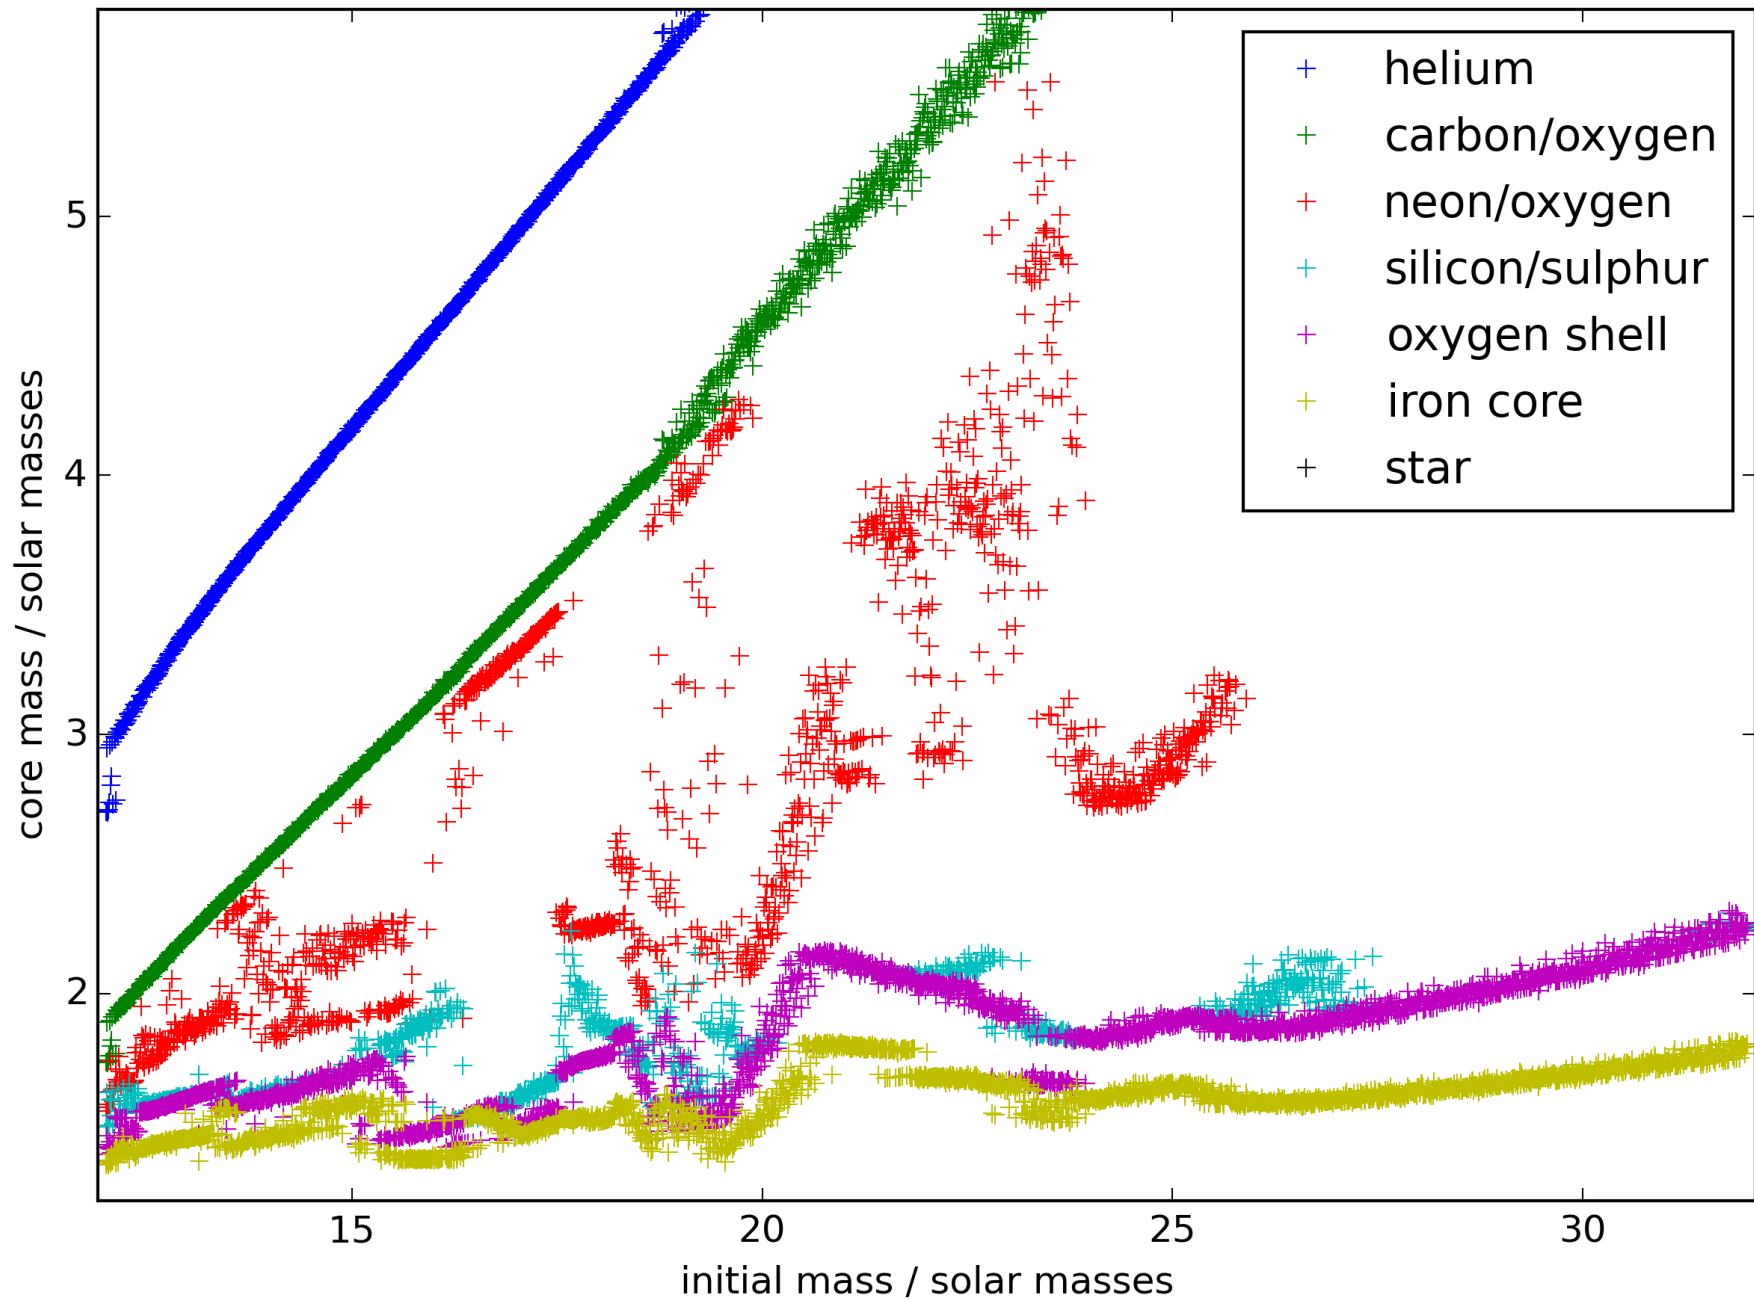 helium
carbon/oxygen
neon/oxygen
silicon/sulphur
oxygen shell
iron core
star
5
4
3
2
core mass / solar masses
15 20 25 30
initial mass / solar masses